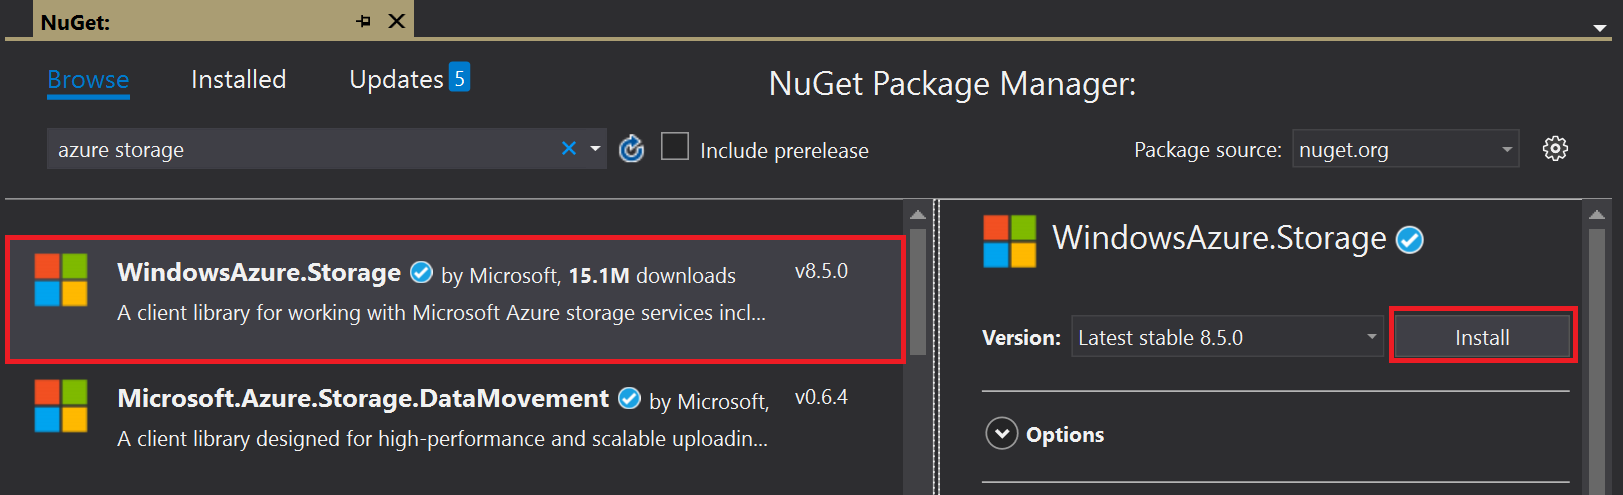 NuGet:
Browse Installed Updates 5
NuGet Package Manager:
azure storage
Include prerelease
Package source: nuget.org
WindowsAzure.Storage by Microsoft, 15.1M downloads v8.5.0
A client library for working with Microsoft Azure storage services incl...
Microsoft.Azure.Storage.DataMovement by Microsoft, v0.6.4
A client library designed for high-performance and scalable uploadin...
WindowsAzure.Storage
Version: Latest stable 8.5.0 Install
Options